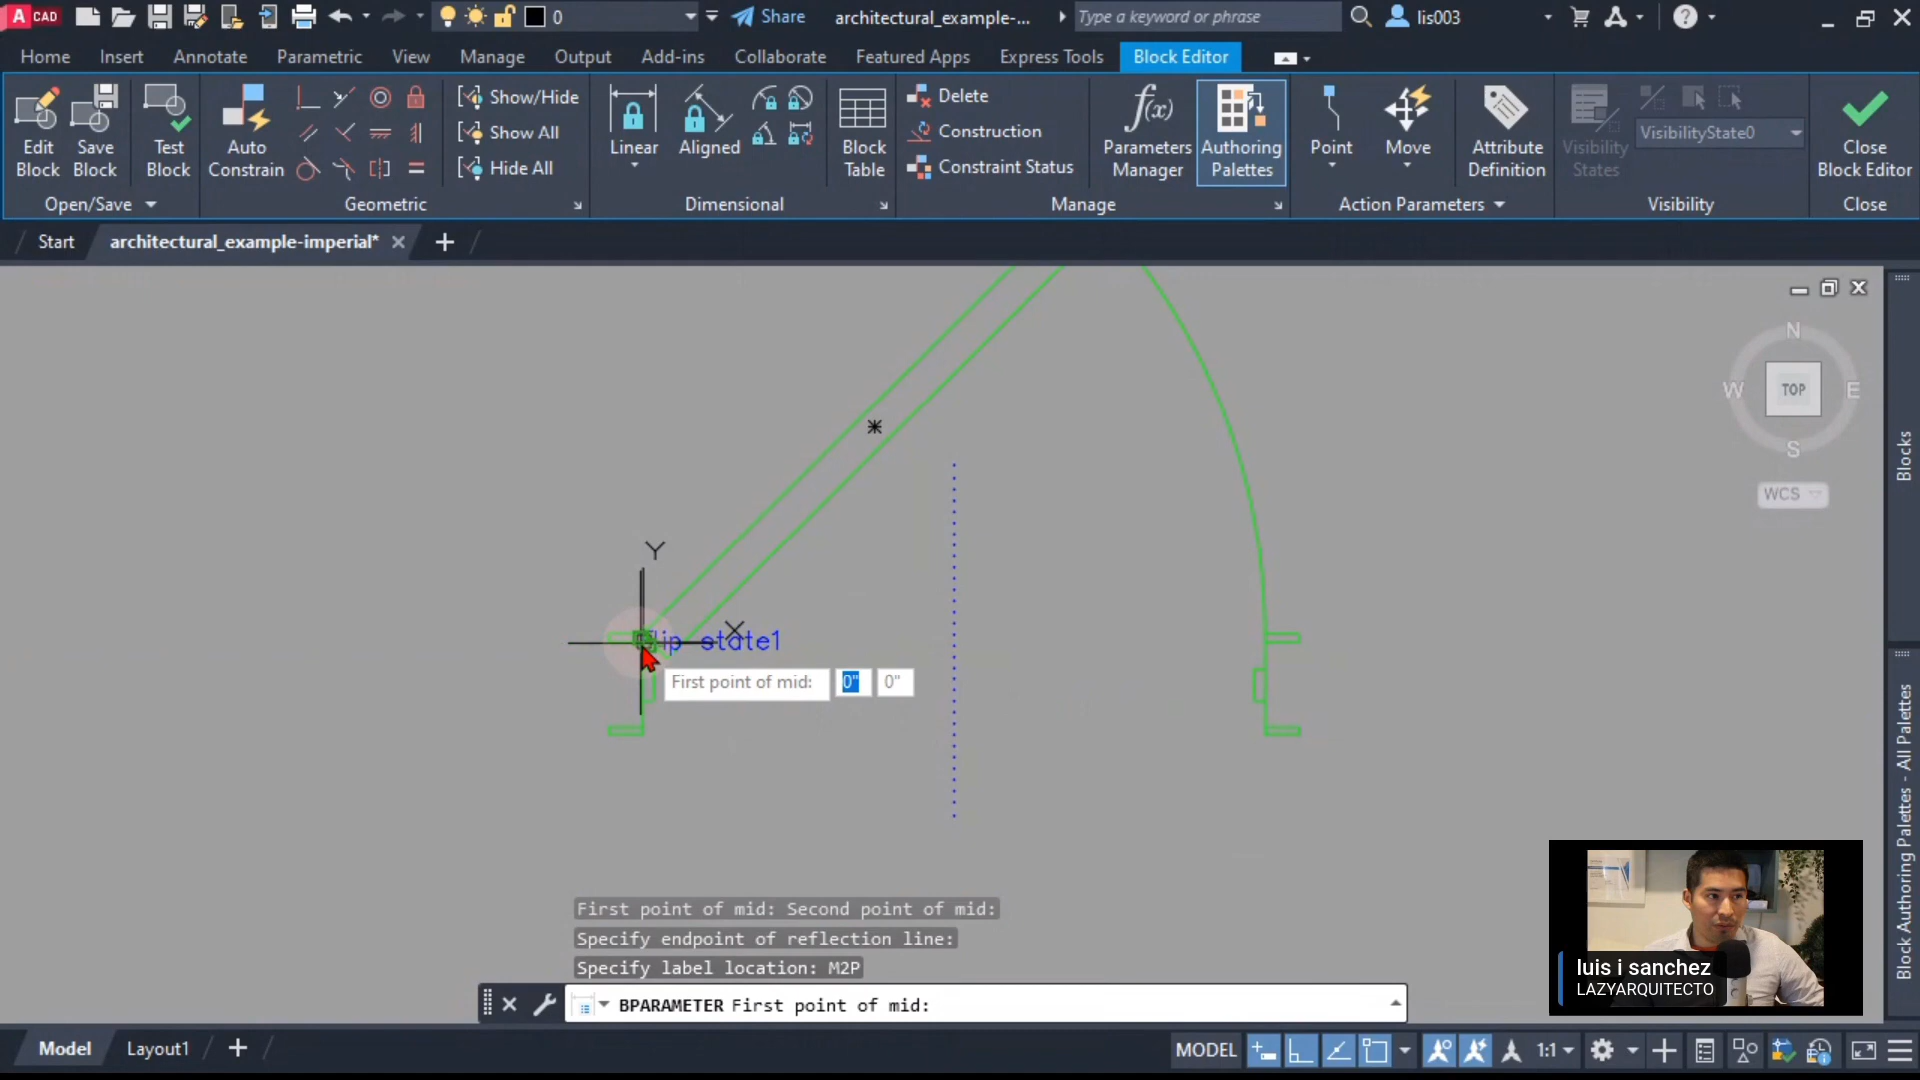 A CAD
0
Share
architectural_example-...
Type a keyword or phrase
lis003
Home
Insert
Annotate
Parametric
View
Manage
Output
Add-ins
Collaborate
Featured Apps
Express Tools
Block Editor
Edit Block
Save Block
Test Block
Auto Constrain
Show/Hide
Show All
Hide All
Linear
Aligned
Block Table
Delete
Construction
Constraint Status
Parameters Manager
Authoring Palettes
Point
Move
Attribute Definition
Visibility States
VisibilityState0
Close Block Editor
Open/Save
Geometric
Dimensional
Manage
Action Parameters
Visibility
Close
Start
architectural_example-imperial*
N
W
TOP
E
S
WCS
Blocks
Block Authoring Palettes - All Palettes
Y
X
Flip state1
First point of mid: 0" 0"
First point of mid: Second point of mid:
Specify endpoint of reflection line:
Specify label location: M2P
BPARAMETER First point of mid:
luis i sanchez
LAZYARQUITECTO
Model
Layout1
MODEL
1:1